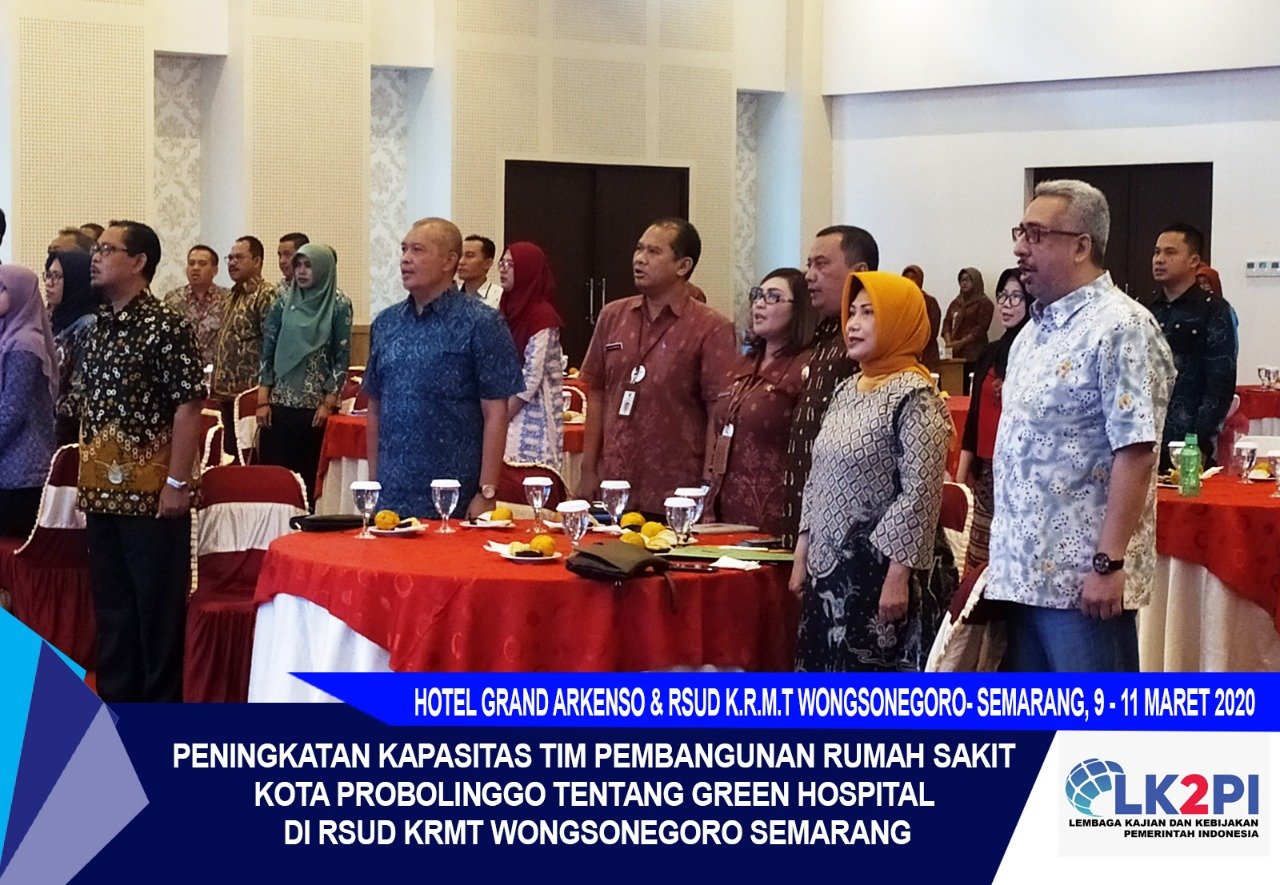 HOTEL GRAND ARKENSO & RSUD K.R.M.T WONGSONEGORO- SEMARANG, 9 - 11 MARET 2020
PENINGKATAN KAPASITAS TIM PEMBANGUNAN RUMAH SAKIT
KOTA PROBOLINGGO TENTANG GREEN HOSPITAL
DI RSUD KRMT WONGSONEGORO SEMARANG
LK2PI
LEMBAGA KAJIAN DAN KEBIJAKAN
PEMERINTAH INDONESIA